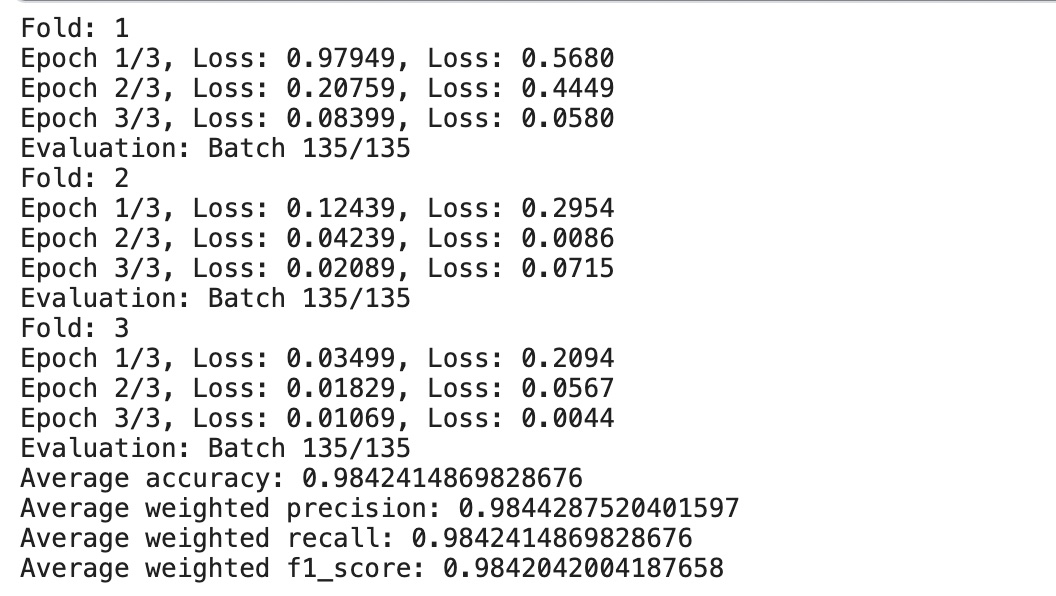 Fold: 1
Epoch 1/3, Loss: 0.97949, Loss: 0.5680
Epoch 2/3, Loss: 0.20759, Loss: 0.4449
Epoch 3/3, Loss: 0.08399, Loss: 0.0580
Evaluation: Batch 135/135
Fold: 2
Epoch 1/3, Loss: 0.12439, Loss: 0.2954
Epoch 2/3, Loss: 0.04239, Loss: 0.0086
Epoch 3/3, Loss: 0.02089, Loss: 0.0715
Evaluation: Batch 135/135
Fold: 3
Epoch 1/3, Loss: 0.03499, Loss: 0.2094
Epoch 2/3, Loss: 0.01829, Loss: 0.0567
Epoch 3/3, Loss: 0.01069, Loss: 0.0044
Evaluation: Batch 135/135
Average accuracy: 0.9842414869828676
Average weighted precision: 0.9844287520401597
Average weighted recall: 0.9842414869828676
Average weighted f1_score: 0.9842042004187658